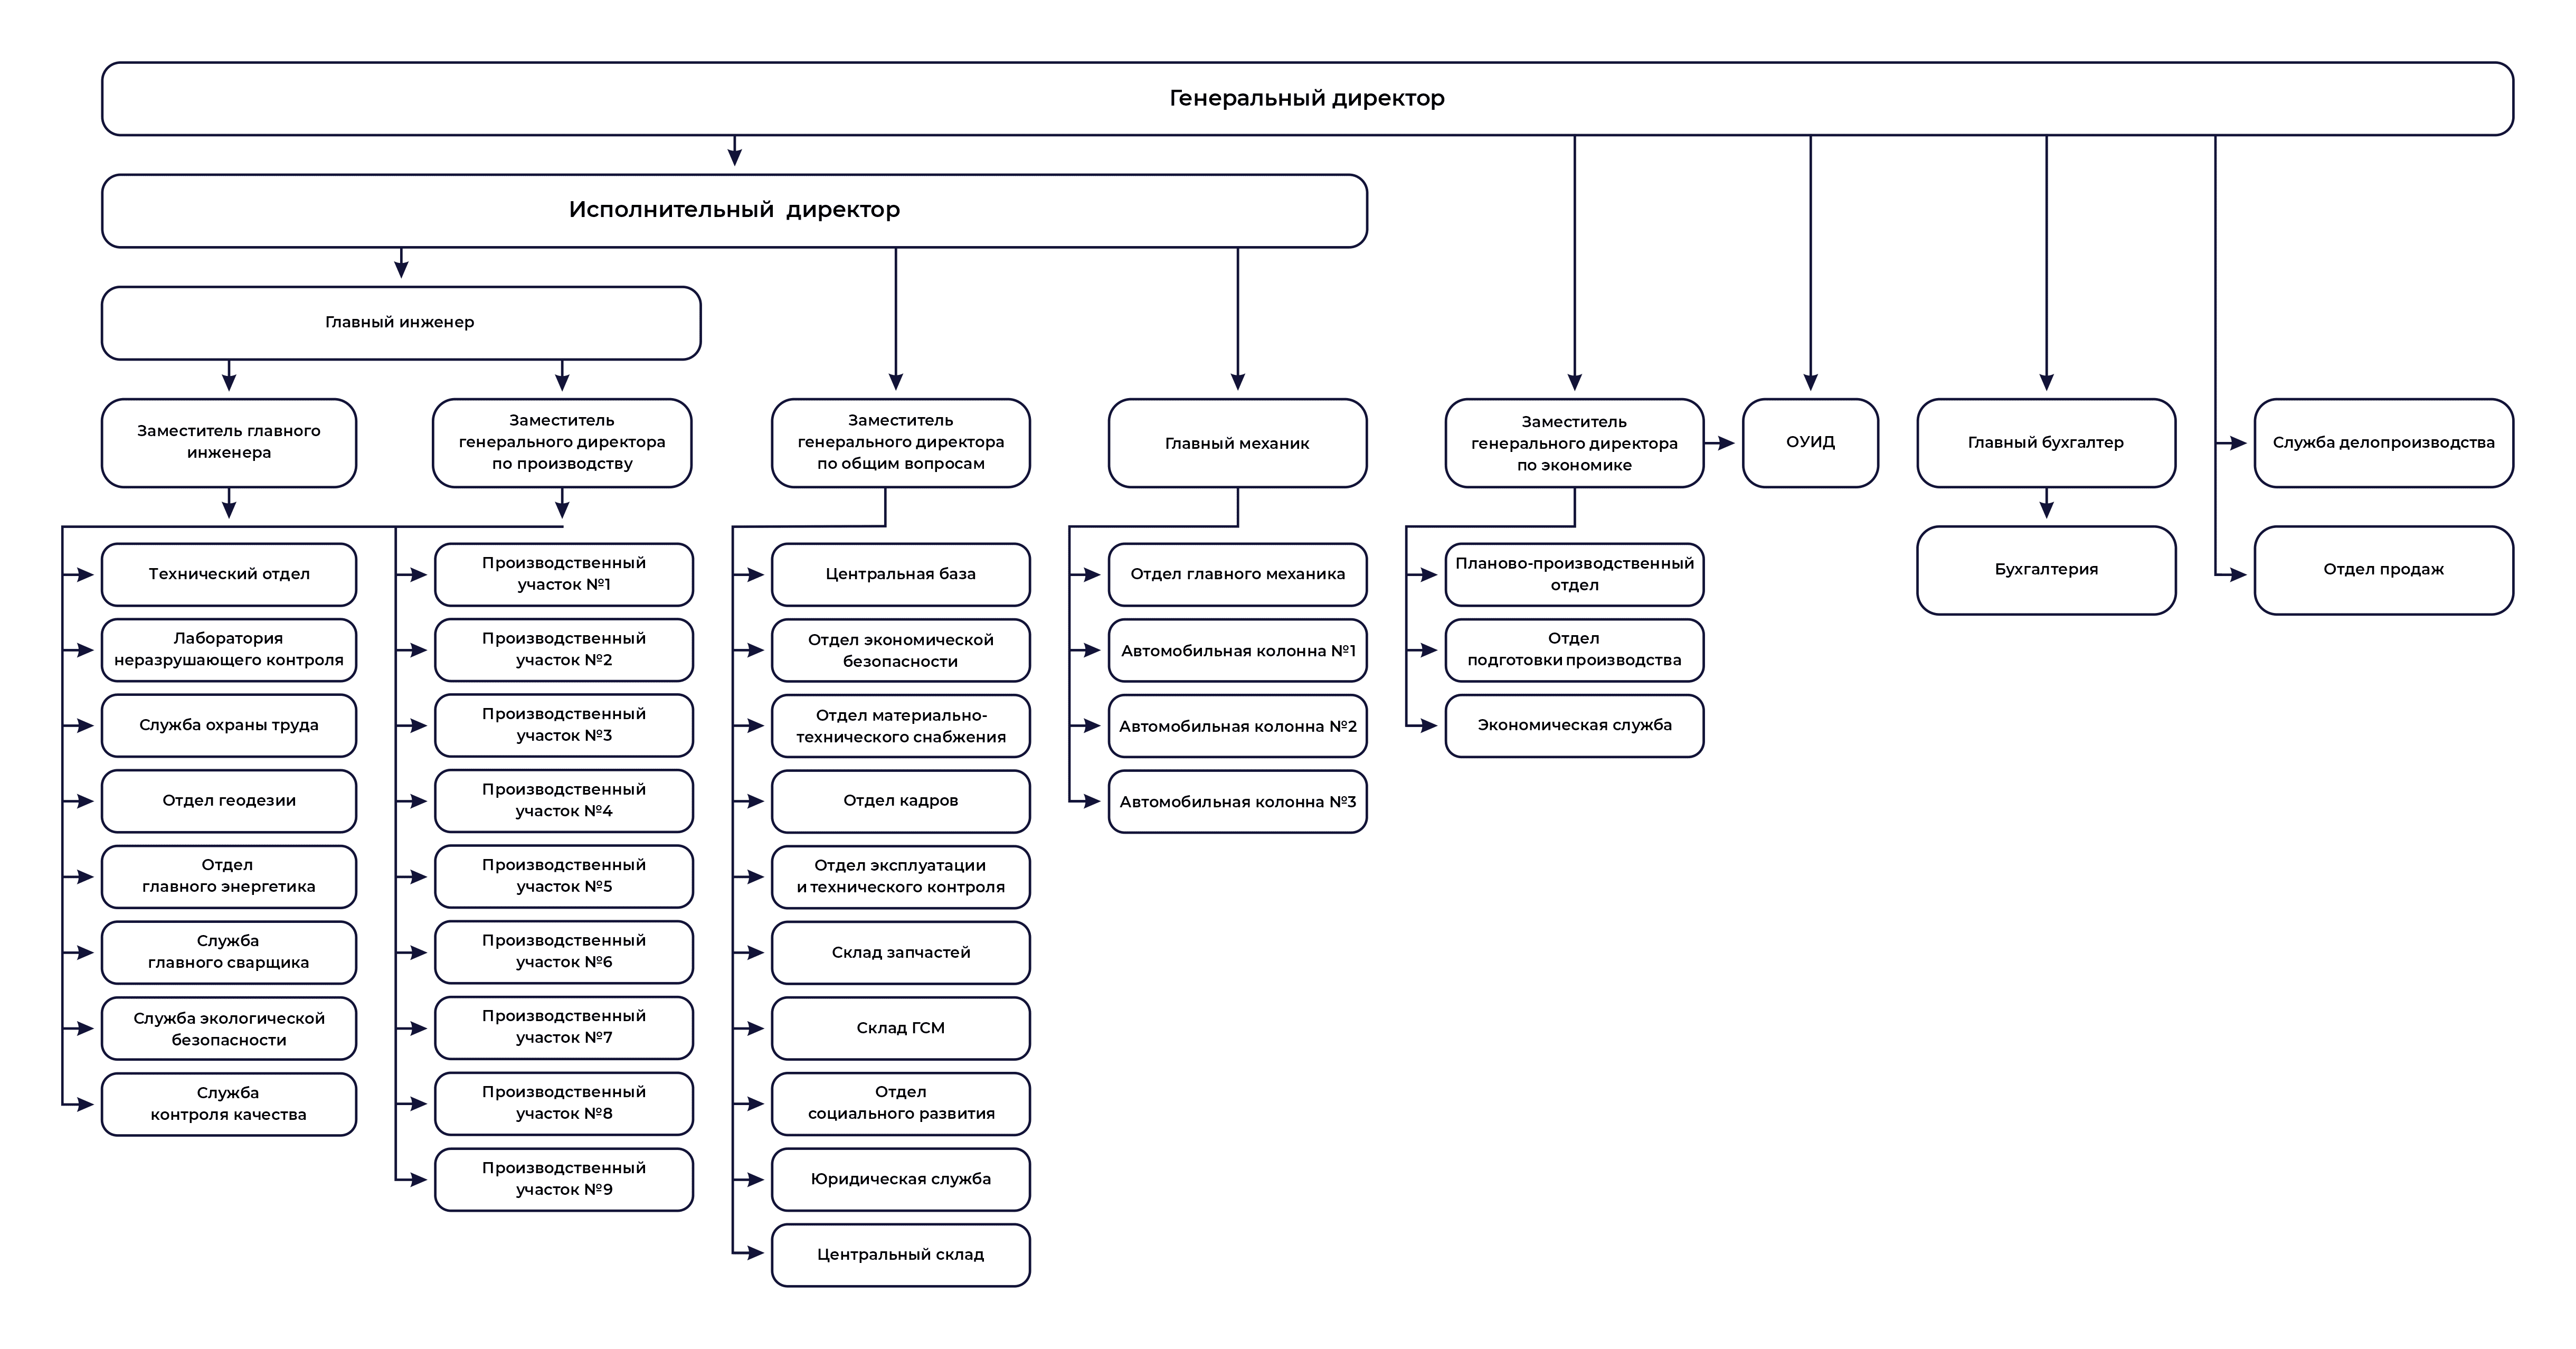 Генеральный директор
Исполнительный директор
Главный инженер
Заместитель главного
инженера
Заместитель
генерального директора
по производству
Заместитель
генерального директора
по общим вопросам
Главный механик
Заместитель
генерального директора
по экономике
ОУИД
Главный бухгалтер
Служба делопроизводства
Технический отдел
Лаборатория
неразрушающего контроля
Служба охраны труда
Отдел геодезии
Отдел
главного энергетика
Служба
главного сварщика
Служба экологической
безопасности
Служба
контроля качества
Производственный
участок №1
Производственный
участок №2
Производственный
участок №3
Производственный
участок №4
Производственный
участок №5
Производственный
участок №6
Производственный
участок №7
Производственный
участок №8
Производственный
участок №9
Центральная база
Отдел экономической
безопасности
Отдел материально-
технического снабжения
Отдел кадров
Отдел эксплуатации
и технического контроля
Склад запчастей
Склад ГСМ
Отдел
социального развития
Юридическая служба
Центральный склад
Отдел главного механика
Автомобильная колонна №1
Автомобильная колонна №2
Автомобильная колонна №3
Планово-производственный
отдел
Отдел
подготовки производства
Экономическая служба
Бухгалтерия
Отдел продаж